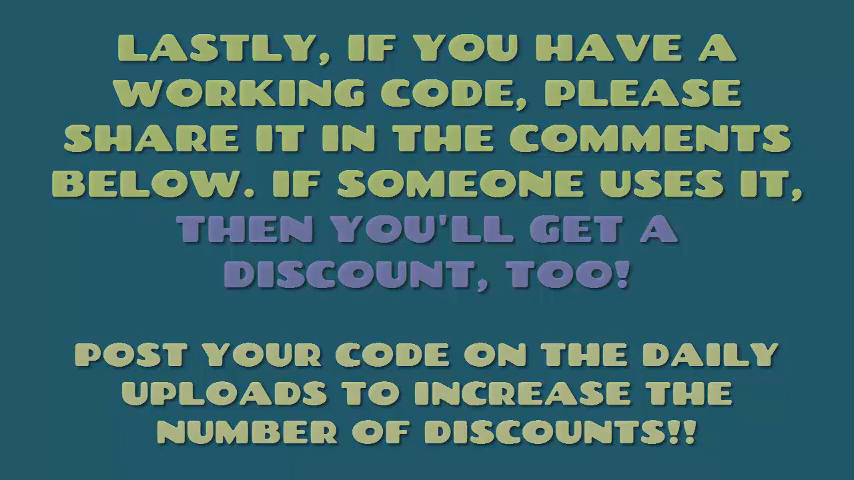 LASTLY, IF YOU HAVE A
WORKING CODE, PLEASE
SHARE IT IN THE COMMENTS
BELOW. IF SOMEONE USES IT,
THEN YOU'LL GET A
DISCOUNT, TOO!
POST YOUR CODE ON THE DAILY
UPLOADS TO INCREASE THE
NUMBER OF DISCOUNTS!!